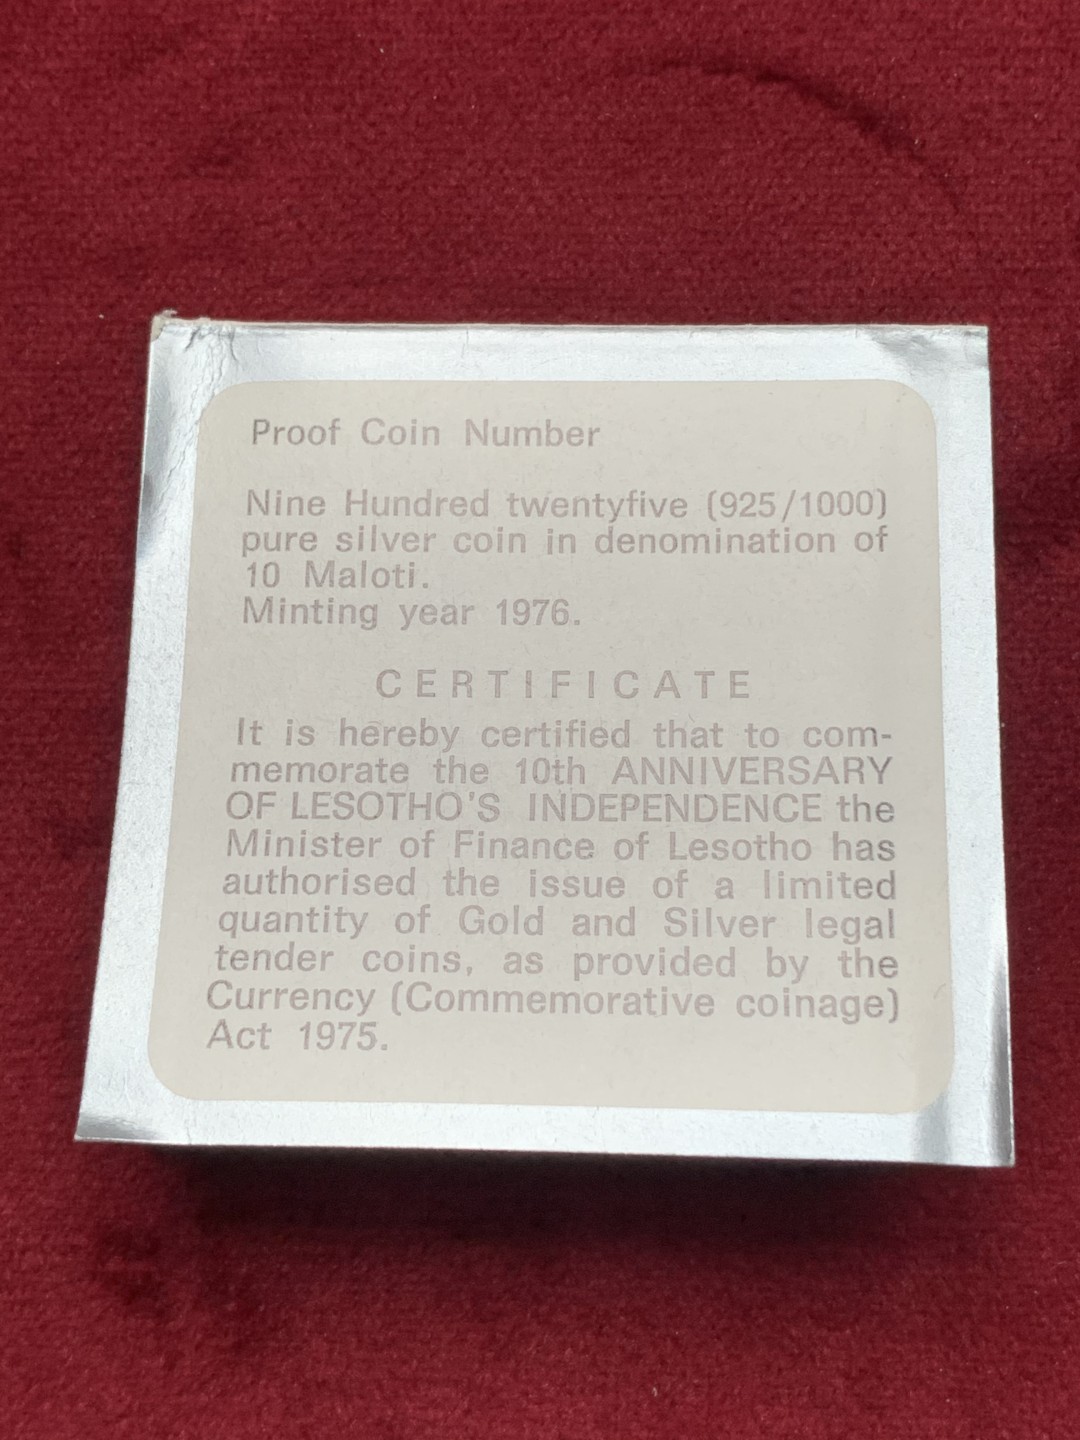 Proof Coin Number
Nine Hundred twentyfive (925/1000)
pure silver coin in denomination of
10 Maloti.
Minting year 1976.
CERTIFICATE
It is hereby certified that to com-
memorate the 10th ANNIVERSARY
OF LESOTHO'S INDEPENDENCE the
Minister of Finance of Lesotho has
authorised the issue of a limited
quantity of Gold and Silver legal
tender coins, as provided by the
Currency (Commemorative coinage)
Act 1975.